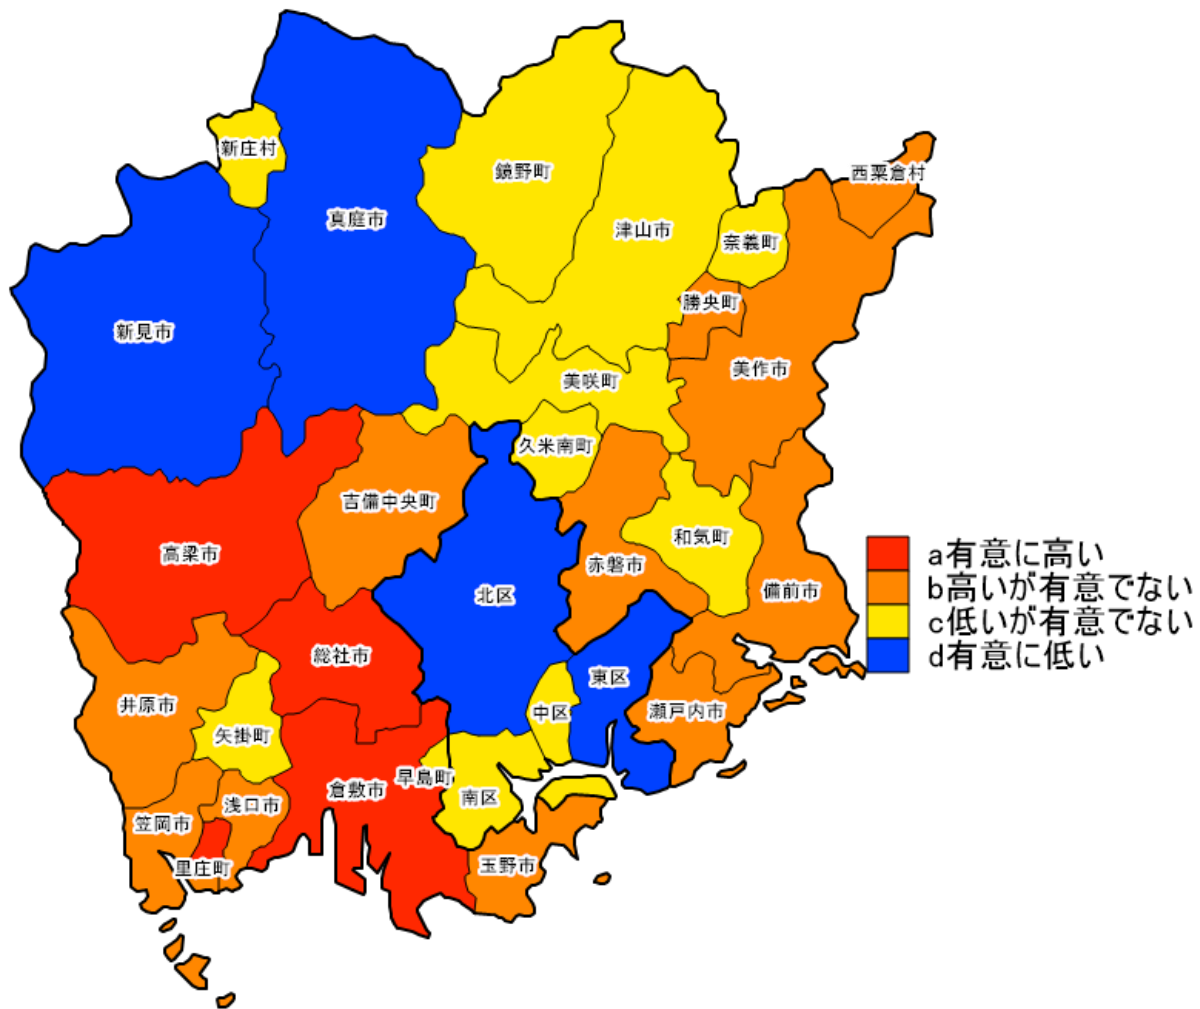 新庄村
鏡野町
西粟倉村
真庭市
津山市
奈義町
勝央町
新見市
美作市
美咲町
久米南町
吉備中央町
和気町
高梁市
赤磐市
備前市
北区
総社市
東区
井原市
瀬戸内市
中区
矢掛町
早島町
倉敷市
南区
浅口市
笠岡市
里庄町
玉野市
a有意に高い
b高いが有意でない
c低いが有意でない
d有意に低い